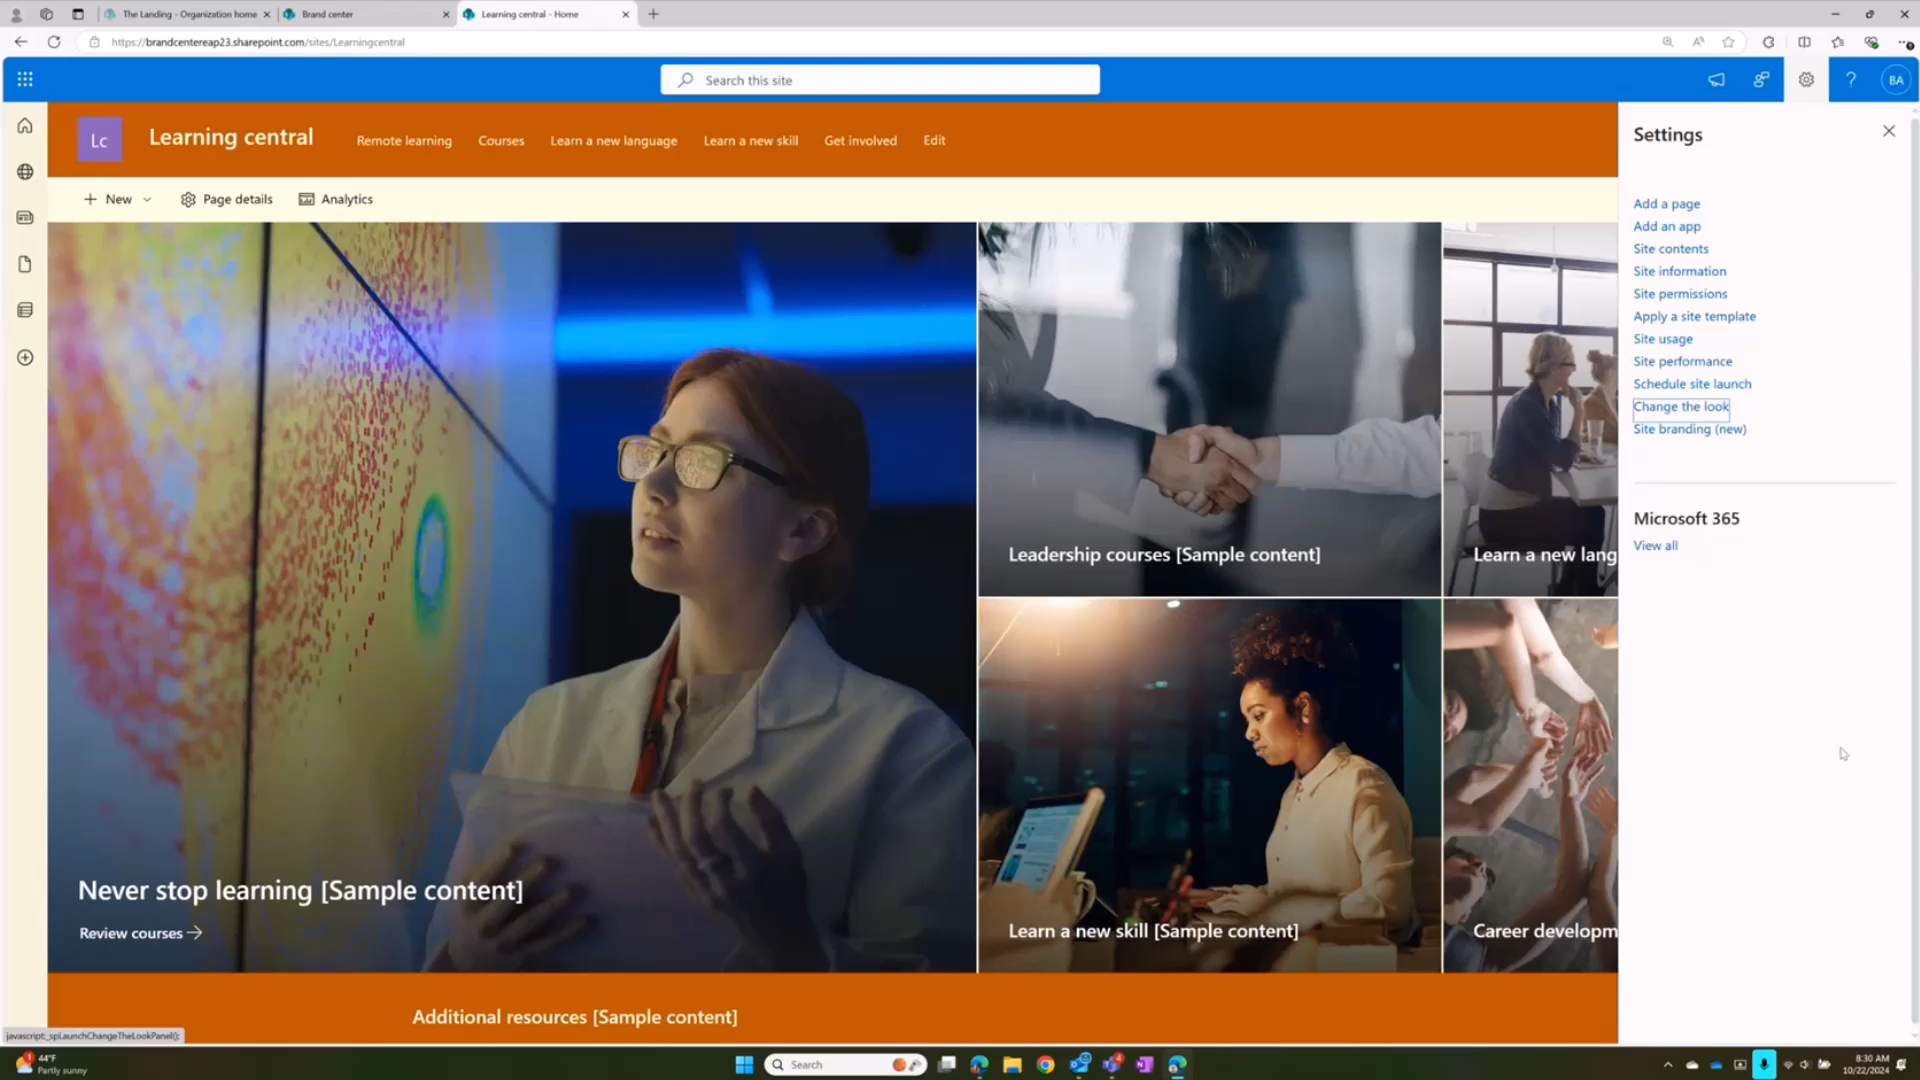 The Landing - Organization home
Brand center
Learning central - Home
https://brandcentereap23.sharepoint.com/sites/Learningcentral
Search this site
BA
Lc
Learning central
Remote learning
Courses
Learn a new language
Learn a new skill
Get involved
Edit
New
Page details
Analytics
Never stop learning [Sample content]
Review courses
Leadership courses [Sample content]
Learn a new lang
Learn a new skill [Sample content]
Career developm
Additional resources [Sample content]
Settings
Add a page
Add an app
Site contents
Site information
Site permissions
Apply a site template
Site usage
Site performance
Schedule site launch
Change the look
Site branding (new)
Microsoft 365
View all
javascript:_spLaunchChangeTheLookPanel();
44°F
Partly sunny
Search
8:30 AM
10/22/2024